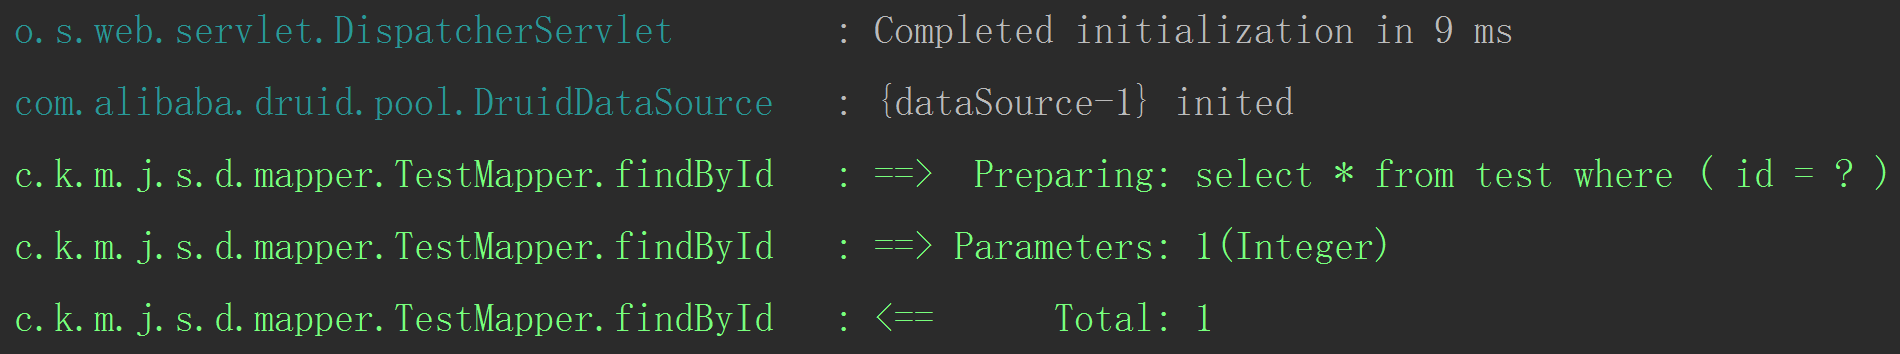 o.s.web.servlet.DispatcherServlet : Completed initialization in 9 ms
com.alibaba.druid.pool.DruidDataSource : {dataSource-1} inited
c.k.m.j.s.d.mapper.TestMapper.findById : ==> Preparing: select * from test where ( id = ? )
c.k.m.j.s.d.mapper.TestMapper.findById : ==> Parameters: 1(Integer)
c.k.m.j.s.d.mapper.TestMapper.findById : <== Total: 1